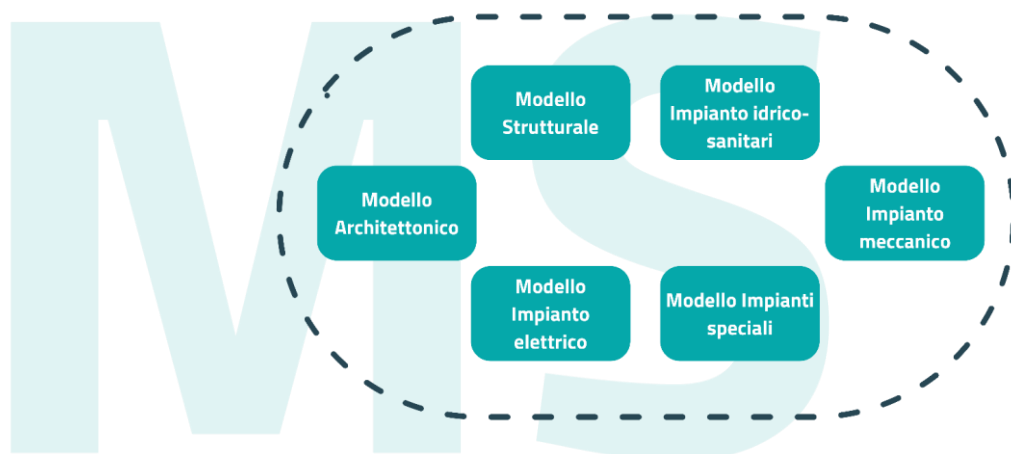 MS
Modello
Strutturale
Modello
Impianto idrico-
sanitari
Modello
Architettonico
Modello
Impianto
meccanico
Modello
Impianto
elettrico
Modello Impianti
speciali